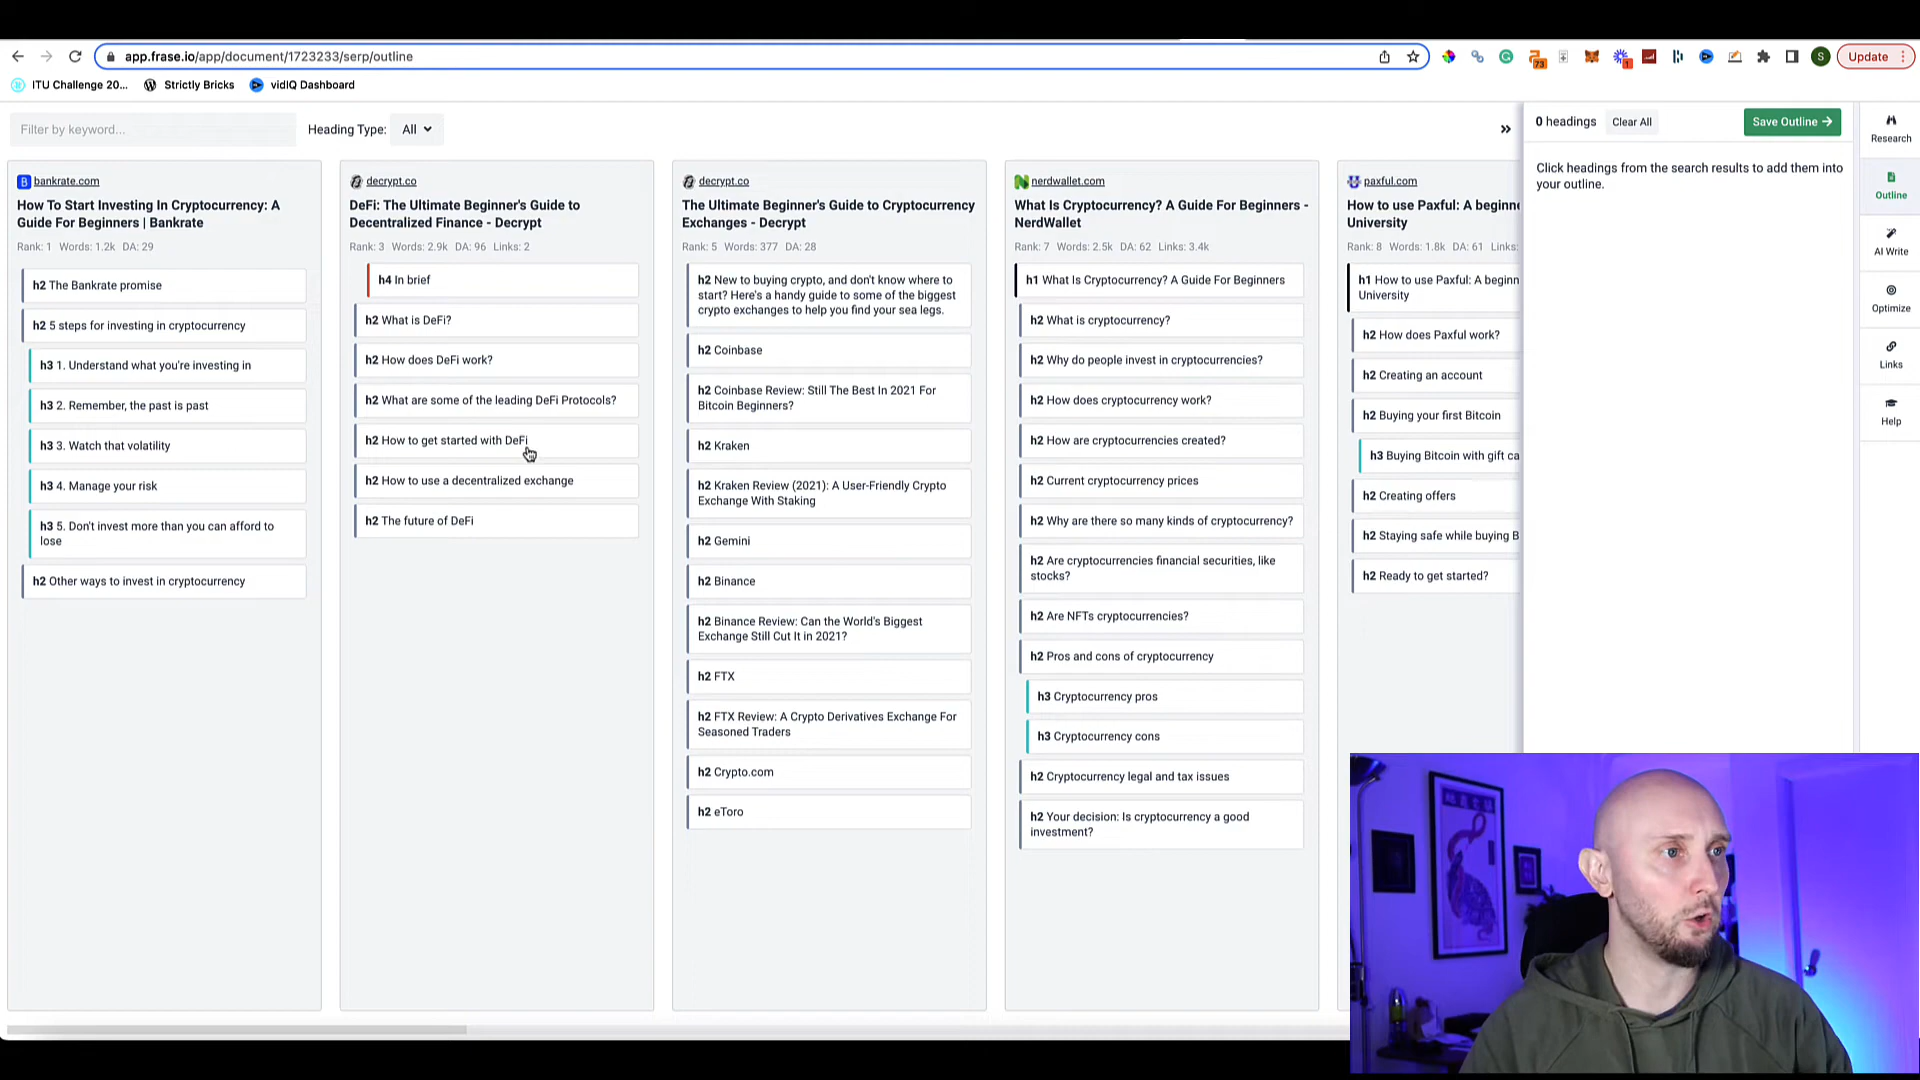 app.frase.io/app/document/1723233/serp/outline
73
1
S
Update
ITU Challenge 20...
Strictly Bricks
vidIQ Dashboard
Filter by keyword...
Heading Type:
All
»
0 headings
Clear All
Save Outline →
Click headings from the search results to add them into
your outline.
Research
Outline
AI Write
Optimize
Links
Help
B
bankrate.com
How To Start Investing In Cryptocurrency: A
Guide For Beginners | Bankrate
Rank: 1 Words: 1.2k DA: 29
h2 The Bankrate promise
h2 5 steps for investing in cryptocurrency
h3 1. Understand what you're investing in
h3 2. Remember, the past is past
h3 3. Watch that volatility
h3 4. Manage your risk
h3 5. Don't invest more than you can afford to
lose
h2 Other ways to invest in cryptocurrency
decrypt.co
DeFi: The Ultimate Beginner's Guide to
Decentralized Finance - Decrypt
Rank: 3 Words: 2.9k DA: 96 Links: 2
h4 In brief
h2 What is DeFi?
h2 How does DeFi work?
h2 What are some of the leading DeFi Protocols?
h2 How to get started with DeFi
h2 How to use a decentralized exchange
h2 The future of DeFi
decrypt.co
The Ultimate Beginner's Guide to Cryptocurrency
Exchanges - Decrypt
Rank: 5 Words: 377 DA: 28
h2 New to buying crypto, and don't know where to
start? Here's a handy guide to some of the biggest
crypto exchanges to help you find your sea legs.
h2 Coinbase
h2 Coinbase Review: Still The Best In 2021 For
Bitcoin Beginners?
h2 Kraken
h2 Kraken Review (2021): A User-Friendly Crypto
Exchange With Staking
h2 Gemini
h2 Binance
h2 Binance Review: Can the World's Biggest
Exchange Still Cut It in 2021?
h2 FTX
h2 FTX Review: A Crypto Derivatives Exchange For
Seasoned Traders
h2 Crypto.com
h2 eToro
nerdwallet.com
What Is Cryptocurrency? A Guide For Beginners -
NerdWallet
Rank: 7 Words: 2.5k DA: 62 Links: 3.4k
h1 What Is Cryptocurrency? A Guide For Beginners
h2 What is cryptocurrency?
h2 Why do people invest in cryptocurrencies?
h2 How does cryptocurrency work?
h2 How are cryptocurrencies created?
h2 Current cryptocurrency prices
h2 Why are there so many kinds of cryptocurrency?
h2 Are cryptocurrencies financial securities, like
stocks?
h2 Are NFTs cryptocurrencies?
h2 Pros and cons of cryptocurrency
h3 Cryptocurrency pros
h3 Cryptocurrency cons
h2 Cryptocurrency legal and tax issues
h2 Your decision: Is cryptocurrency a good
investment?
paxful.com
How to use Paxful: A beginne
University
Rank: 8 Words: 1.8k DA: 61 Links:
h1 How to use Paxful: A beginn
University
h2 How does Paxful work?
h2 Creating an account
h2 Buying your first Bitcoin
h3 Buying Bitcoin with gift ca
h2 Creating offers
h2 Staying safe while buying B
h2 Ready to get started?